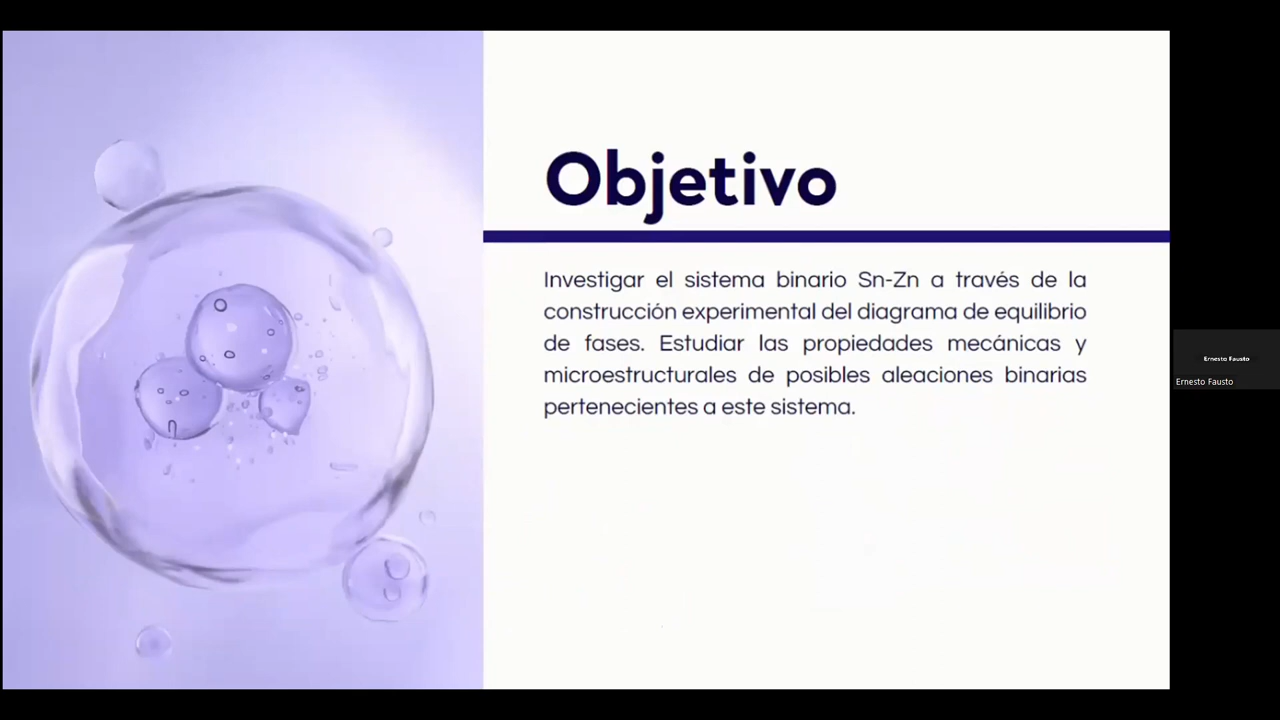 Objetivo
Investigar el sistema binario Sn-Zn a través de la
construcción experimental del diagrama de equilibrio
de fases. Estudiar las propiedades mecánicas y
microestructurales de posibles aleaciones binarias
pertenecientes a este sistema.
Ernesto Fausto
Ernesto Fausto